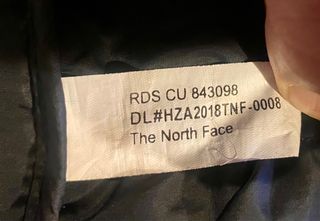 RDS CU 843098
DL#HZA2018TNF-0008
The North Face